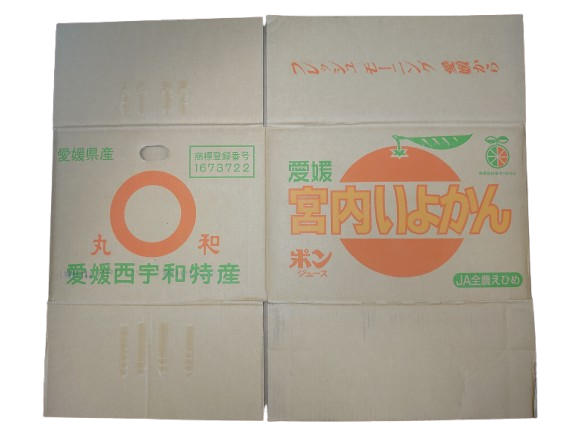 フレッシュ モーニング 愛媛から
愛媛県産
商標登録番号
1673722
丸 和
愛媛西宇和特産
愛媛
宮内いよかん
ポン
ジュース
JA全農えひめ